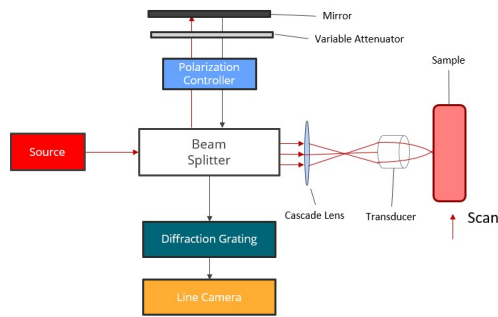 Mirror
Variable Attenuator
Polarization
Controller
Sample
Source
Beam
Splitter
Cascade Lens
Transducer
Scan
Diffraction Grating
Line Camera